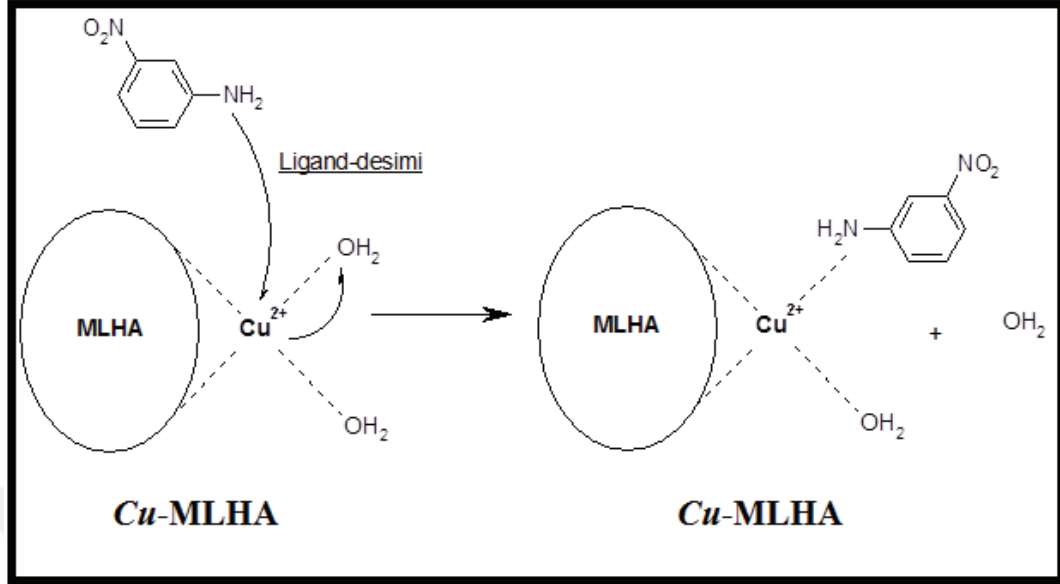 O₂N
NH₂
Ligand-desimi
OH₂
MLHA
Cu²⁺
OH₂
Cu-MLHA
NO₂
H₂N
MLHA
Cu²⁺
+
OH₂
OH₂
Cu-MLHA